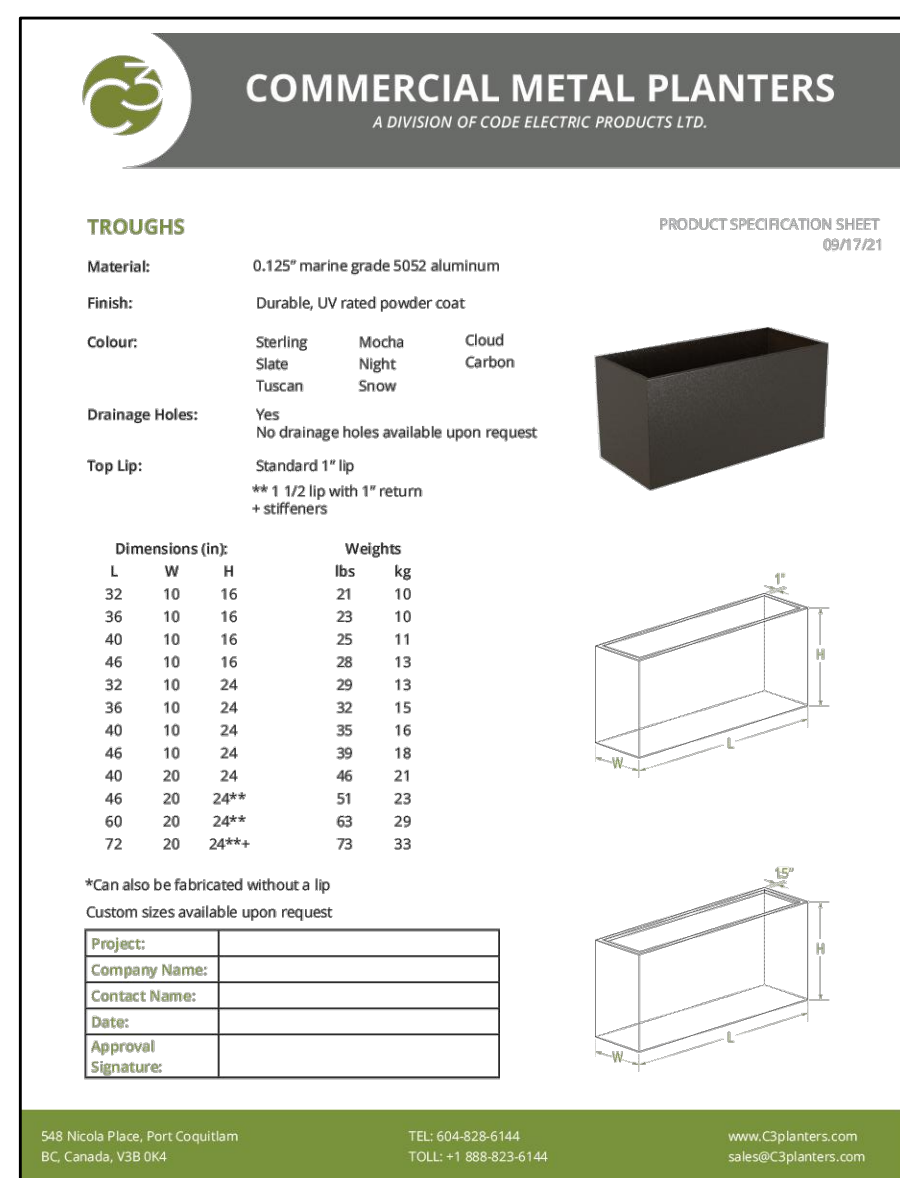 C3
COMMERCIAL METAL PLANTERS
A DIVISION OF CODE ELECTRIC PRODUCTS LTD.
TROUGHS
PRODUCT SPECIFICATION SHEET
09/17/21
Material: 0.125” marine grade 5052 aluminum
Finish: Durable, UV rated powder coat
Colour: Sterling Mocha Cloud
Slate Night Carbon
Tuscan Snow
Drainage Holes: Yes
No drainage holes available upon request
Top Lip: Standard 1” lip
** 1 1/2 lip with 1” return
+ stiffeners
Dimensions (in): Weights
L W H lbs kg
32 10 16 21 10
36 10 16 23 10
40 10 16 25 11
46 10 16 28 13
32 10 24 29 13
36 10 24 32 15
40 10 24 35 16
46 10 24 39 18
40 20 24 46 21
46 20 24** 51 23
60 20 24** 63 29
72 20 24**+ 73 33
1”
H
L
W
*Can also be fabricated without a lip
Custom sizes available upon request
1.5”
H
L
W
Project:
Company Name:
Contact Name:
Date:
Approval
Signature:
548 Nicola Place, Port Coquitlam
BC, Canada, V3B 0K4
TEL: 604-828-6144
TOLL: +1 888-823-6144
www.C3planters.com
sales@C3planters.com